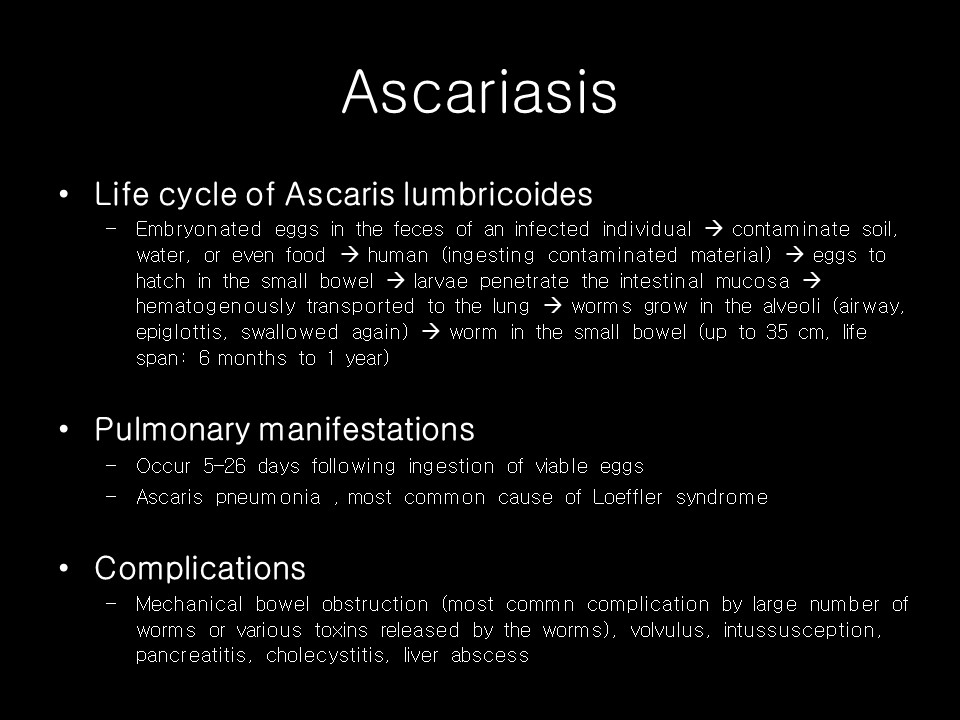 Ascariasis
• Life cycle of Ascaris lumbricoides
– Embryonated eggs in the feces of an infected individual → contaminate soil,
water, or even food → human (ingesting contaminated material) → eggs to
hatch in the small bowel → larvae penetrate the intestinal mucosa →
hematogenously transported to the lung → worms grow in the alveoli (airway,
epiglottis, swallowed again) → worm in the small bowel (up to 35 cm, life
span: 6 months to 1 year)
• Pulmonary manifestations
– Occur 5-26 days following ingestion of viable eggs
– Ascaris pneumonia , most common cause of Loeffler syndrome
• Complications
– Mechanical bowel obstruction (most commn complication by large number of
worms or various toxins released by the worms), volvulus, intussusception,
pancreatitis, cholecystitis, liver abscess